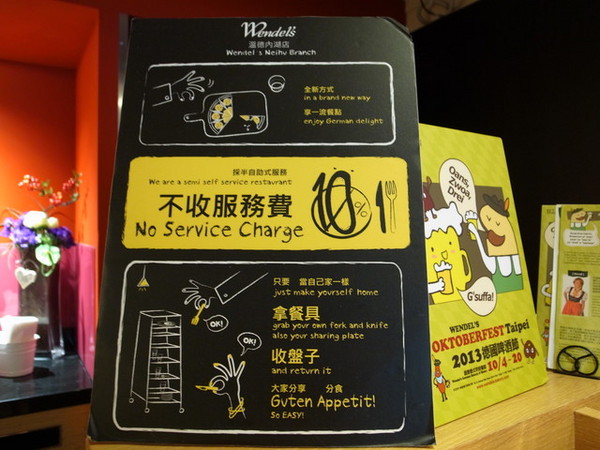 Wendel's
溫德內湖店
Wendel's Neihu Branch
全新方式
in a brand new way
享一流餐點
enjoy German delight
採半自助式服務
We are a semi self service restaurant
不收服務費
No Service Charge
10%
只要 當自己家一樣
just make yourself home
拿餐具
grab your own fork and knife
also your sharing plate
收盤子
and return it
大家分享 分食
Guten Appetit!
So EASY!
OK!
OK!
Oans,
Zwoa,
Drei
G'suffa!
WENDEL'S
OKTOBERFEST Taipei
2013德國啤酒節
10/4-20